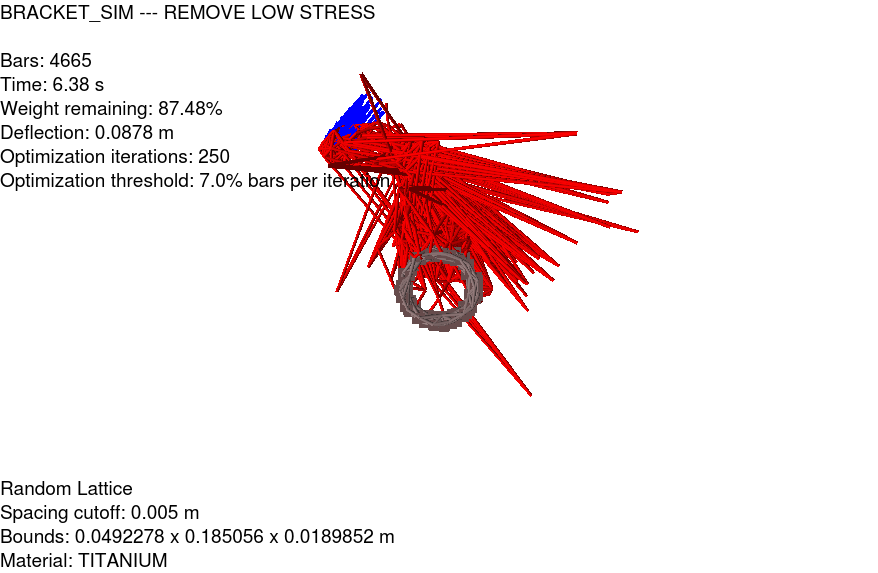 BRACKET_SIM --- REMOVE LOW STRESS
Bars: 4665
Time: 6.38 s
Weight remaining: 87.48%
Deflection: 0.0878 m
Optimization iterations: 250
Optimization threshold: 7.0% bars per iteration
Random Lattice
Spacing cutoff: 0.005 m
Bounds: 0.0492278 x 0.185056 x 0.0189852 m
Material: TITANIUM